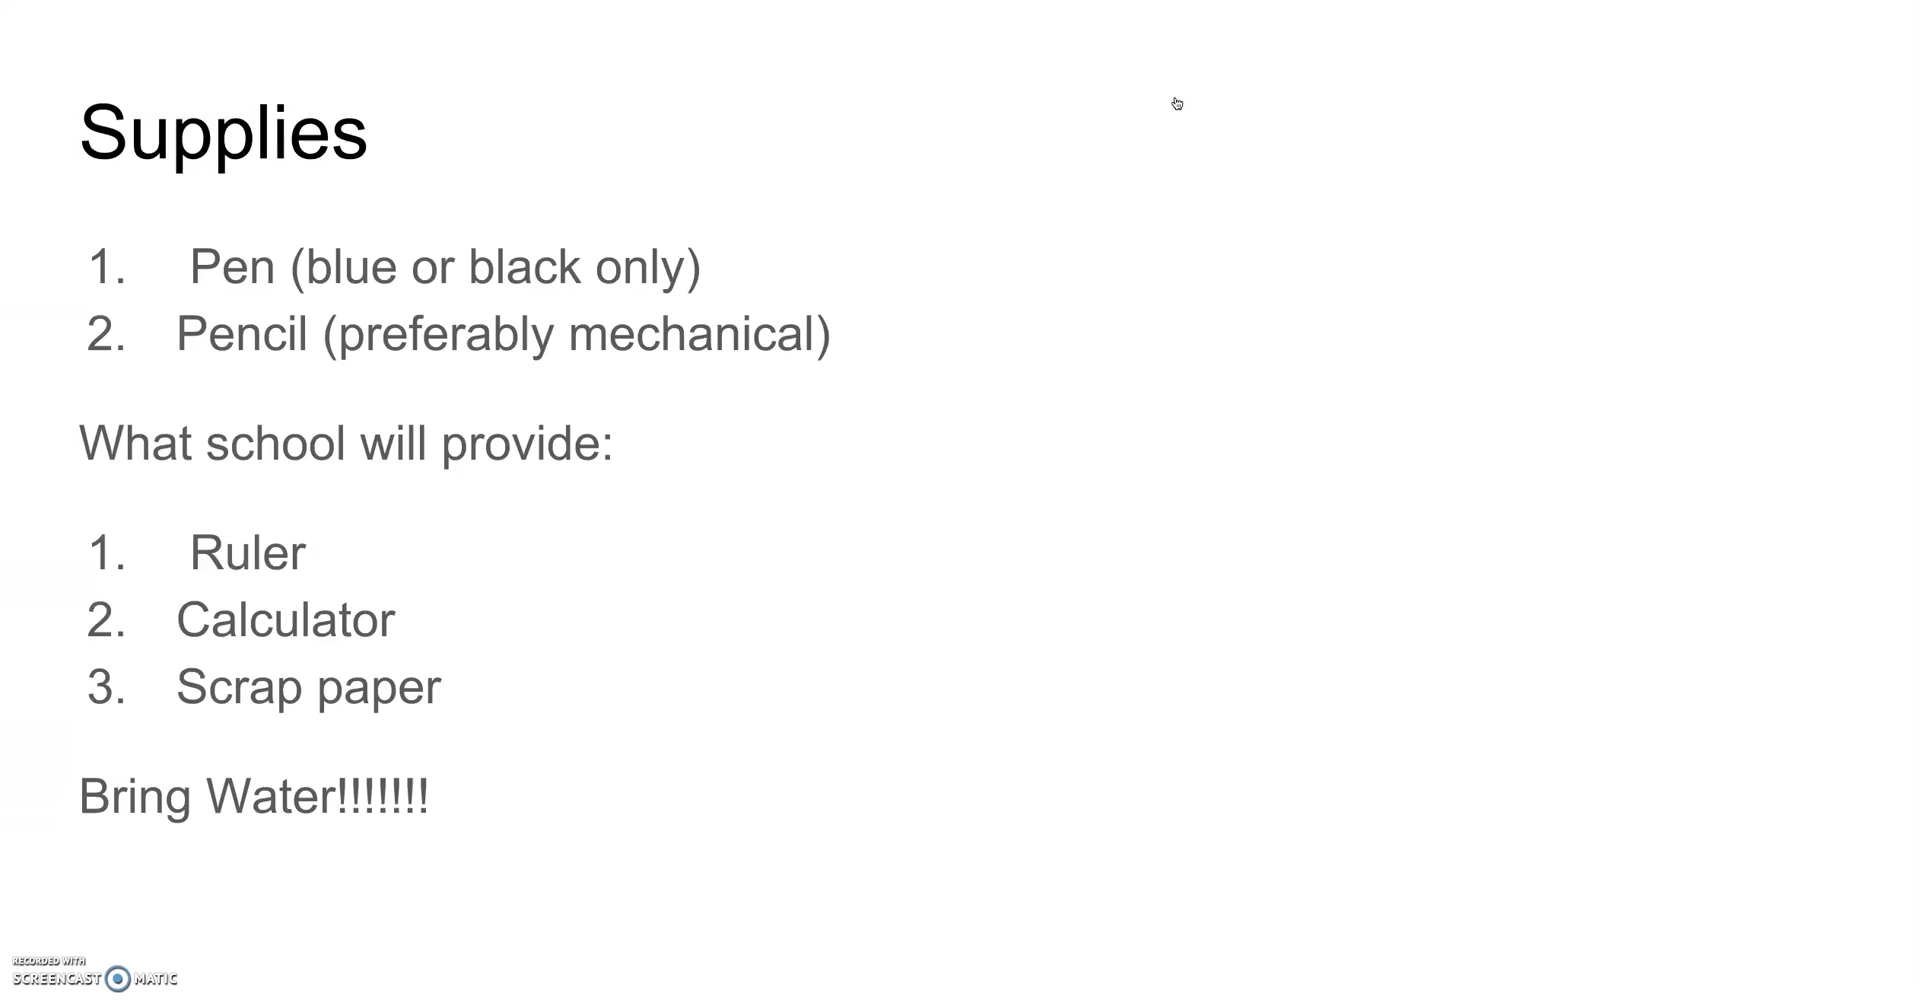 Supplies
1. Pen (blue or black only)
2. Pencil (preferably mechanical)
What school will provide:
1. Ruler
2. Calculator
3. Scrap paper
Bring Water!!!!!!!
RECORDED WITH
SCREENCAST MATIC